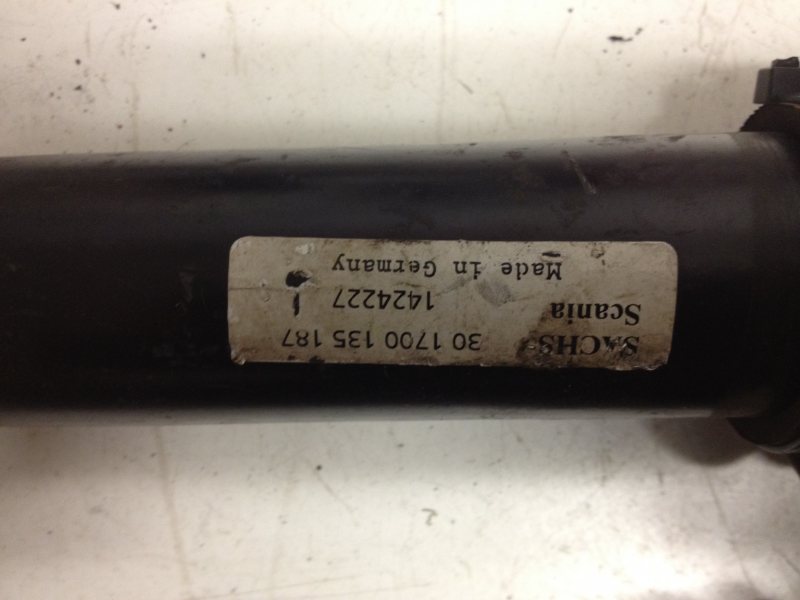 SACHS 30 1700 135 187
Scania 1424227
Made in Germany